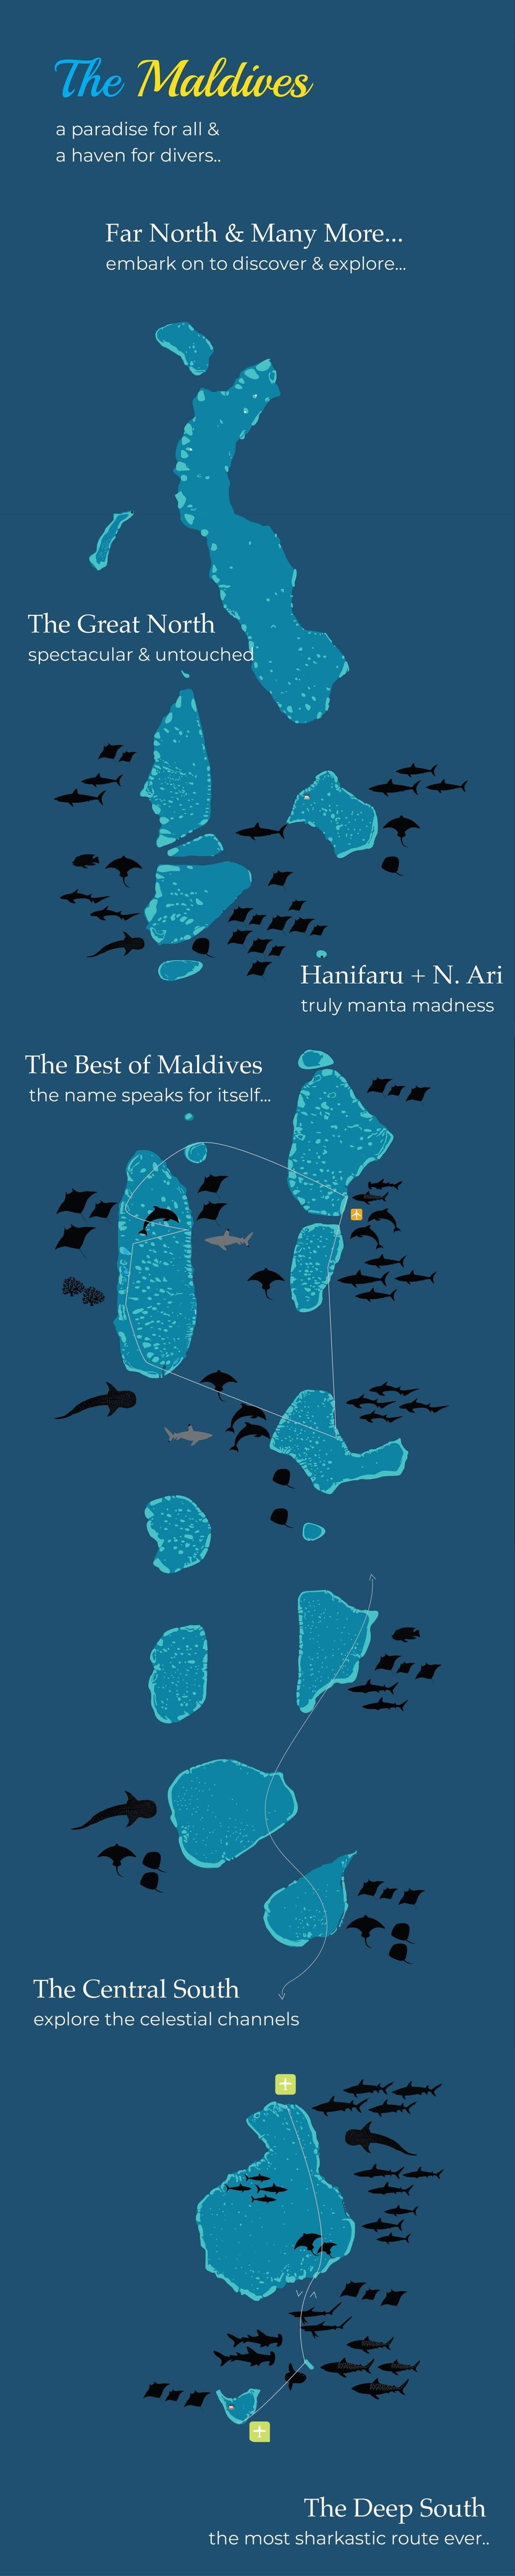 The Maldives
a paradise for all &
a haven for divers..
Far North & Many More...
embark on to discover & explore...
The Great North
spectacular & untouched
Hanifaru + N. Ari
truly manta madness
The Best of Maldives
the name speaks for itself...
The Central South
explore the celestial channels
The Deep South
the most sharkastic route ever..